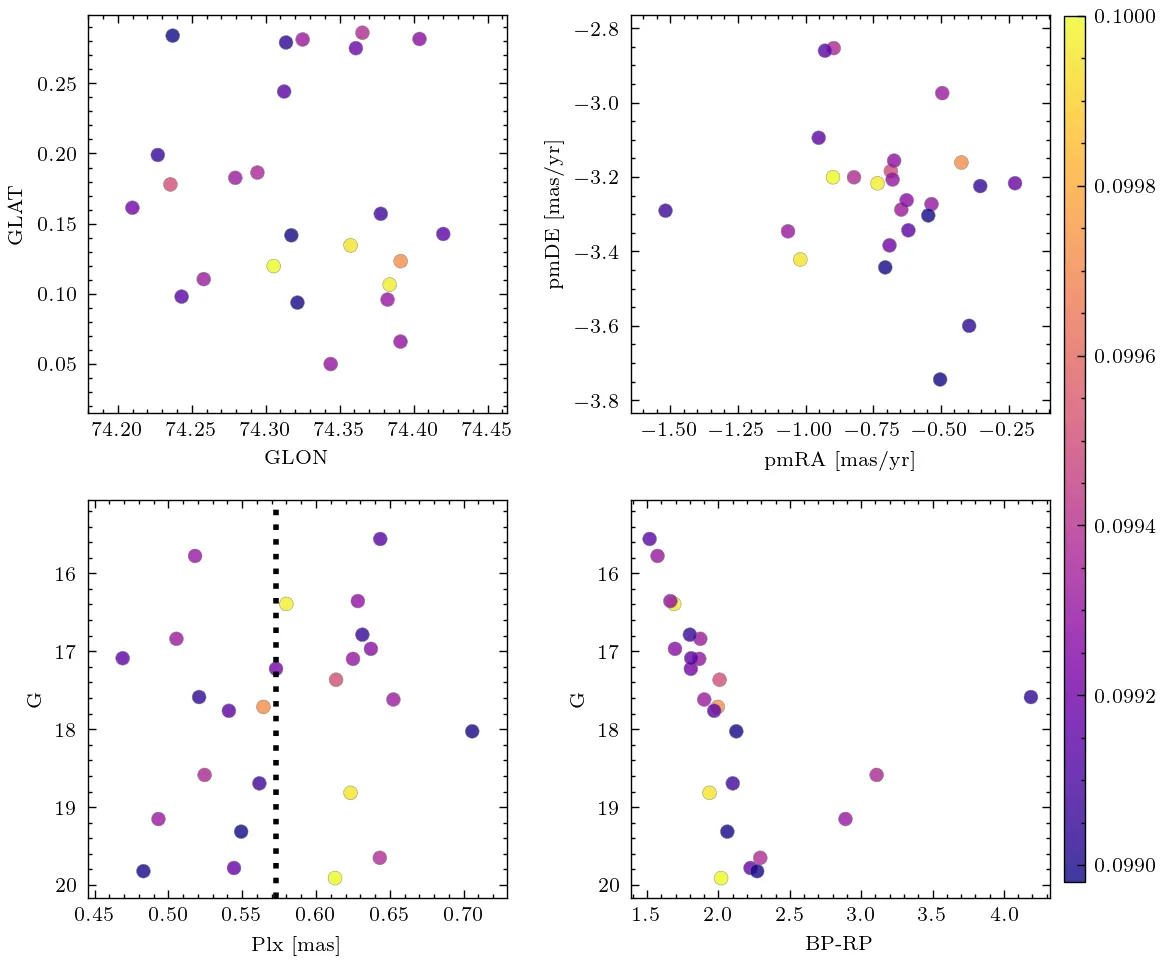 0.25
0.20
0.15
0.10
0.05
GLAT
74.20 74.25 74.30 74.35 74.40 74.45
GLON
−2.8
−3.0
−3.2
−3.4
−3.6
−3.8
pmDE [mas/yr]
−1.50 −1.25 −1.00 −0.75 −0.50 −0.25
pmRA [mas/yr]
0.1000
0.0998
0.0996
0.0994
0.0992
0.0990
16
17
18
19
20
G
0.45 0.50 0.55 0.60 0.65 0.70
Plx [mas]
16
17
18
19
20
G
1.5 2.0 2.5 3.0 3.5 4.0
BP-RP